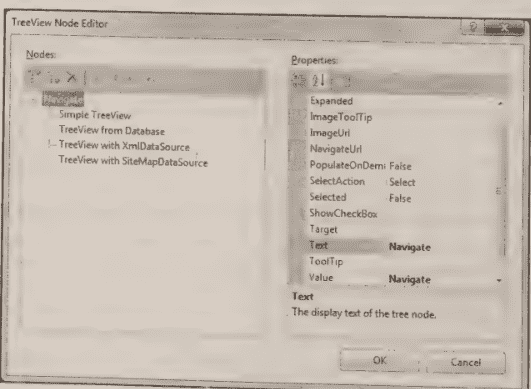 TreeView Node Editor
Nodes:
Simple TreeView
TreeView from Database
TreeView with XmlDataSource
TreeView with SiteMapDataSource
Properties:
Expanded
ImageToolTip
ImageUrl
NavigateUrl
PopulateOnDemi False
SelectAction Select
Selected False
ShowCheckBox
Target
Text Navigate
ToolTip
Value Navigate
Text
The display text of the tree node.
OK
Cancel